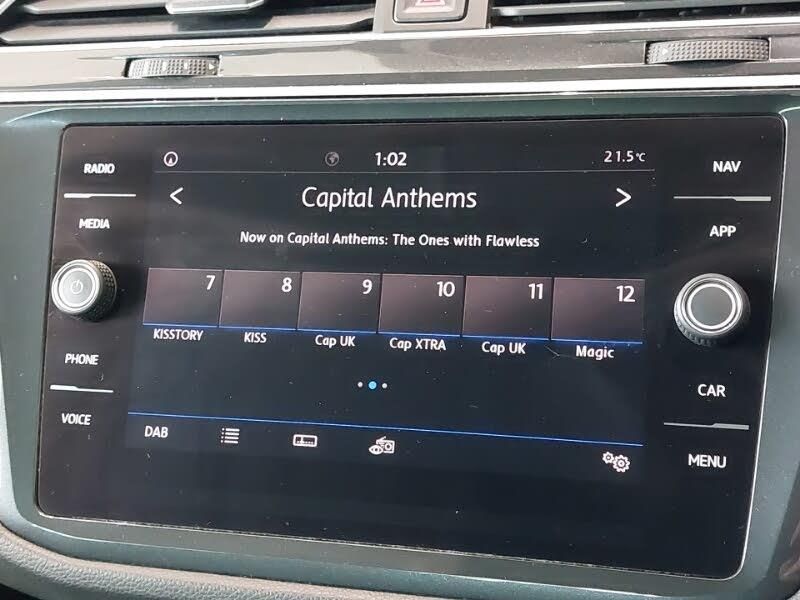 RADIO
MEDIA
PHONE
VOICE
1:02
21.5°C
< Capital Anthems >
Now on Capital Anthems: The Ones with Flawless
7 8 9 10 11 12
KISSTORY KISS Cap UK Cap XTRA Cap UK Magic
DAB
NAV
APP
CAR
MENU